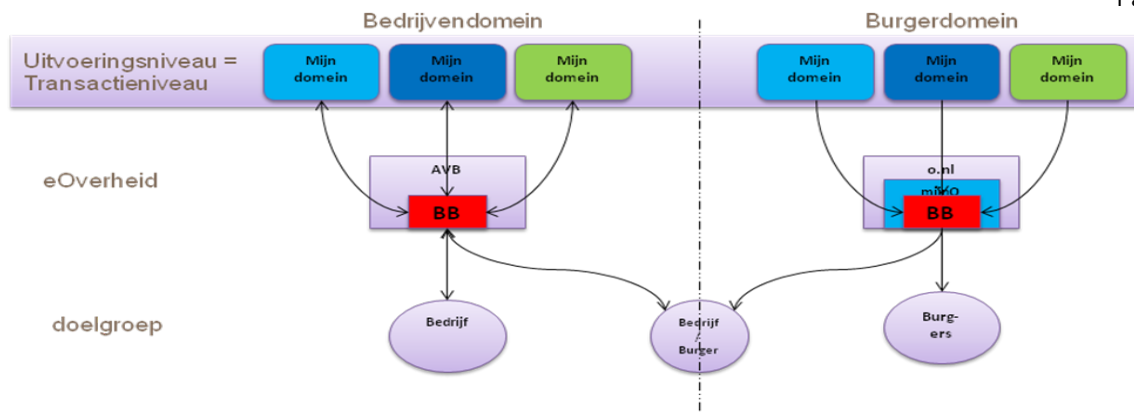 Bedrijvendomein
Burgerdomein
Uitvoeringsniveau =
Transactieniveau
Mijn
domein
Mijn
domein
Mijn
domein
Mijn
domein
Mijn
domein
Mijn
domein
eOverheid
AVB
BB
o.nl
BB
doelgroep
Bedrijf
Bedrijf
/
Burger
Burg-
ers